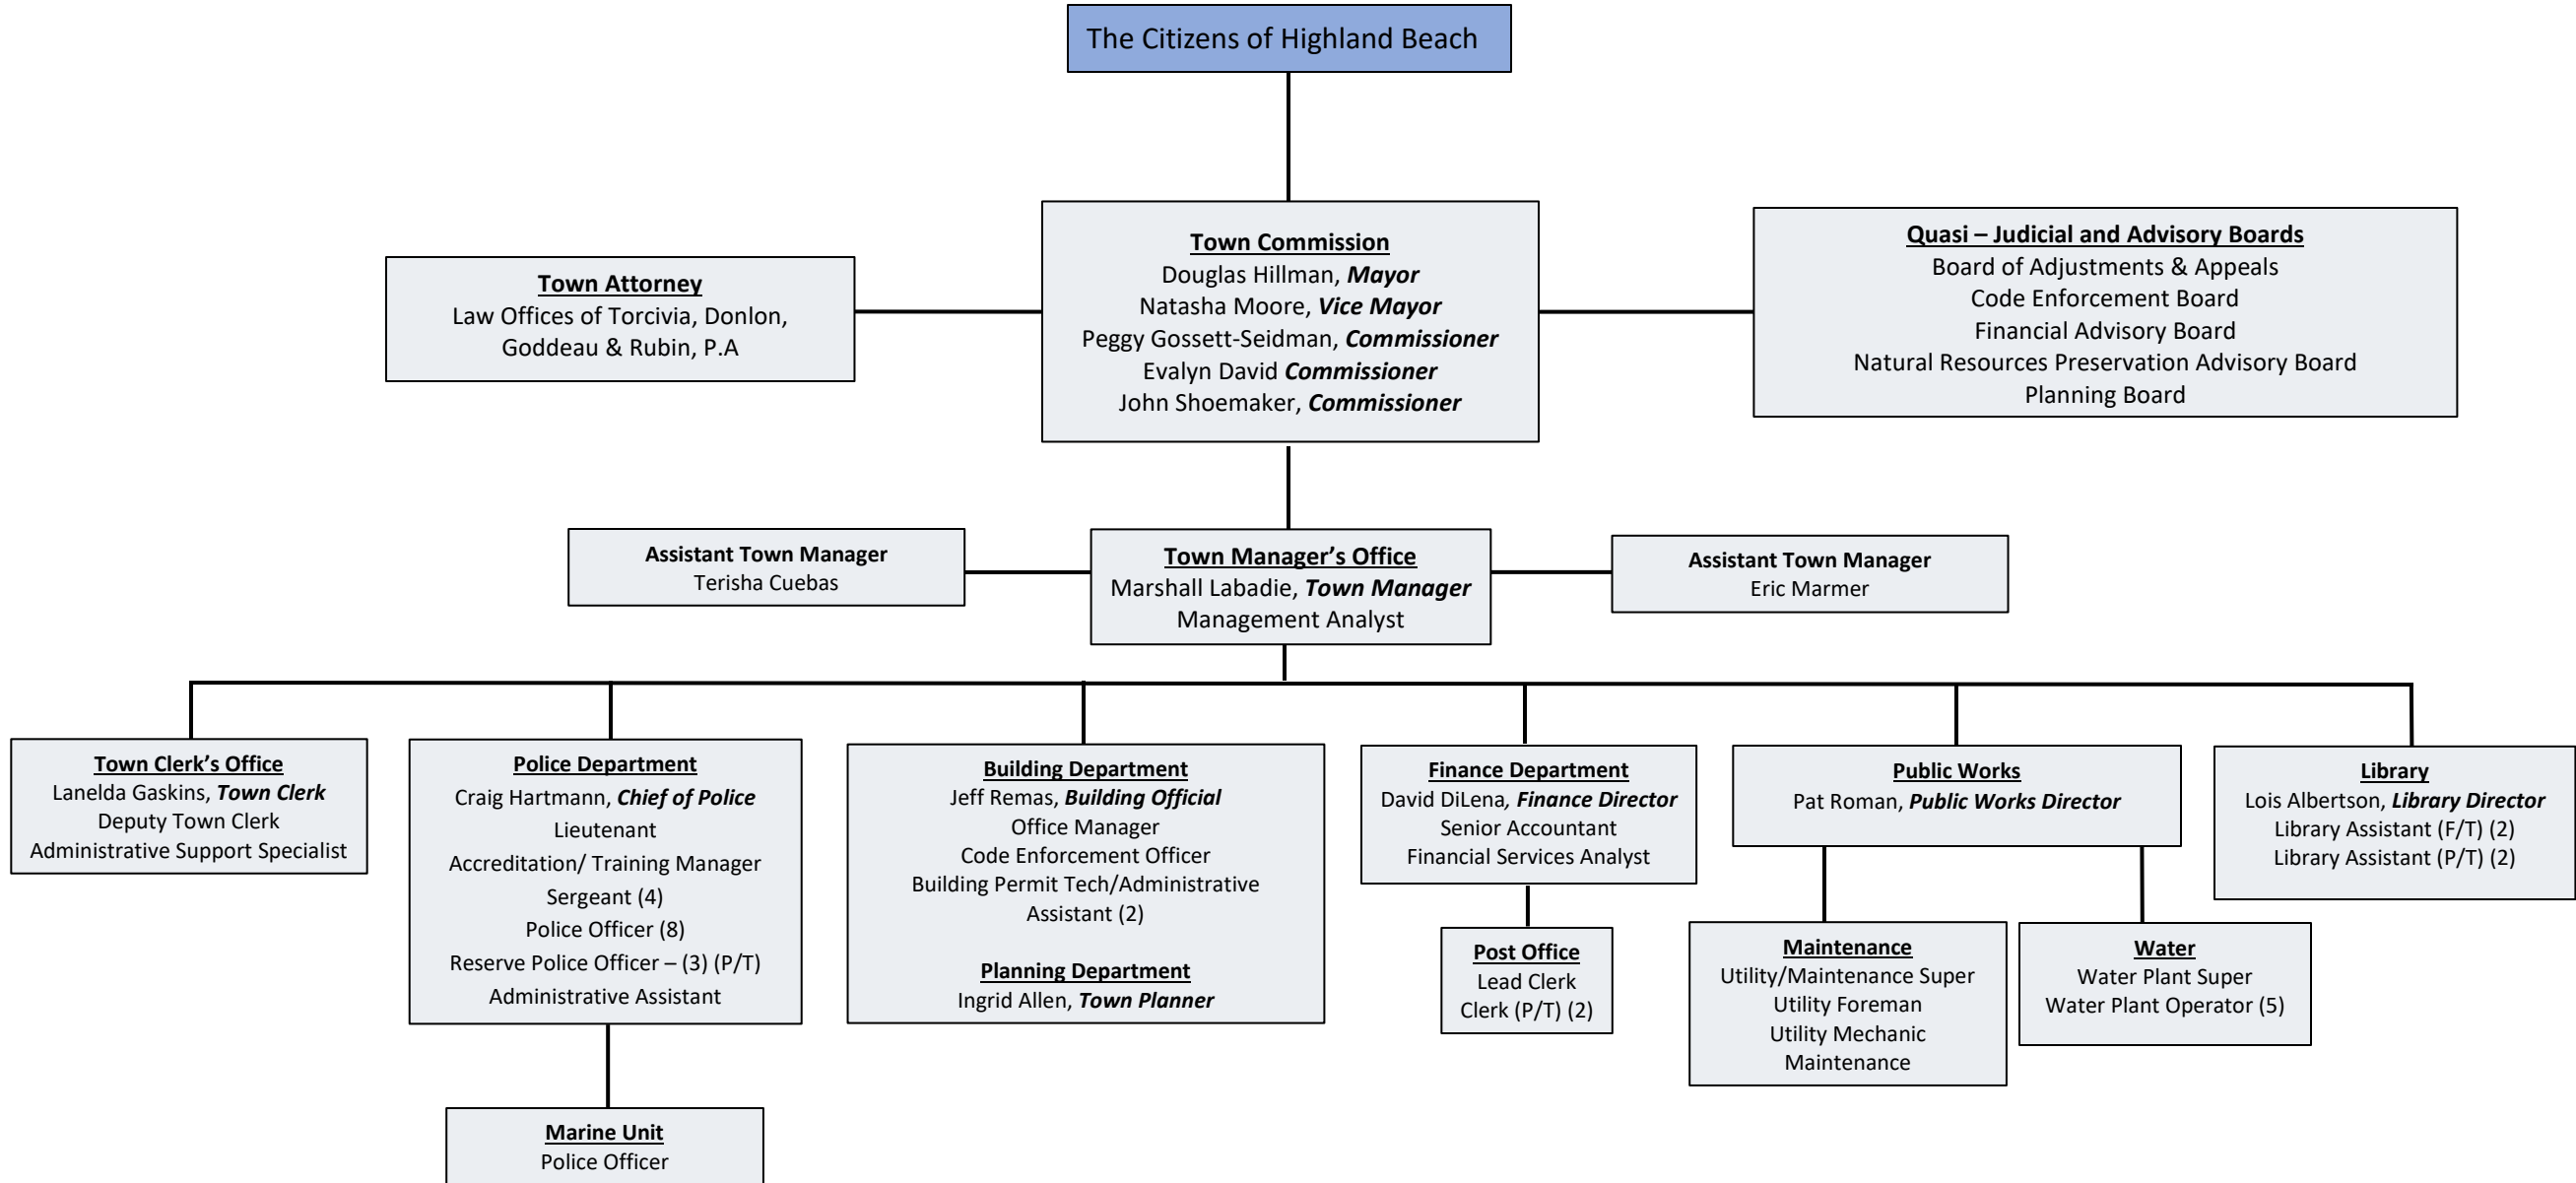 The Citizens of Highland Beach
Town Commission
Douglas Hillman, Mayor
Natasha Moore, Vice Mayor
Peggy Gossett-Seidman, Commissioner
Evalyn David Commissioner
John Shoemaker, Commissioner
Town Attorney
Law Offices of Torcivia, Donlon,
Goddeau & Rubin, P.A
Quasi – Judicial and Advisory Boards
Board of Adjustments & Appeals
Code Enforcement Board
Financial Advisory Board
Natural Resources Preservation Advisory Board
Planning Board
Assistant Town Manager
Terisha Cuebas
Town Manager's Office
Marshall Labadie, Town Manager
Management Analyst
Assistant Town Manager
Eric Marmer
Town Clerk's Office
Lanelda Gaskins, Town Clerk
Deputy Town Clerk
Administrative Support Specialist
Police Department
Craig Hartmann, Chief of Police
Lieutenant
Accreditation/ Training Manager
Sergeant (4)
Police Officer (8)
Reserve Police Officer – (3) (P/T)
Administrative Assistant
Marine Unit
Police Officer
Building Department
Jeff Remas, Building Official
Office Manager
Code Enforcement Officer
Building Permit Tech/Administrative
Assistant (2)
Planning Department
Ingrid Allen, Town Planner
Finance Department
David DiLena, Finance Director
Senior Accountant
Financial Services Analyst
Post Office
Lead Clerk
Clerk (P/T) (2)
Public Works
Pat Roman, Public Works Director
Maintenance
Utility/Maintenance Super
Utility Foreman
Utility Mechanic
Maintenance
Water
Water Plant Super
Water Plant Operator (5)
Library
Lois Albertson, Library Director
Library Assistant (F/T) (2)
Library Assistant (P/T) (2)